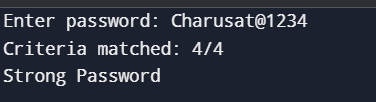 Enter password: Charusat@1234
Criteria matched: 4/4
Strong Password